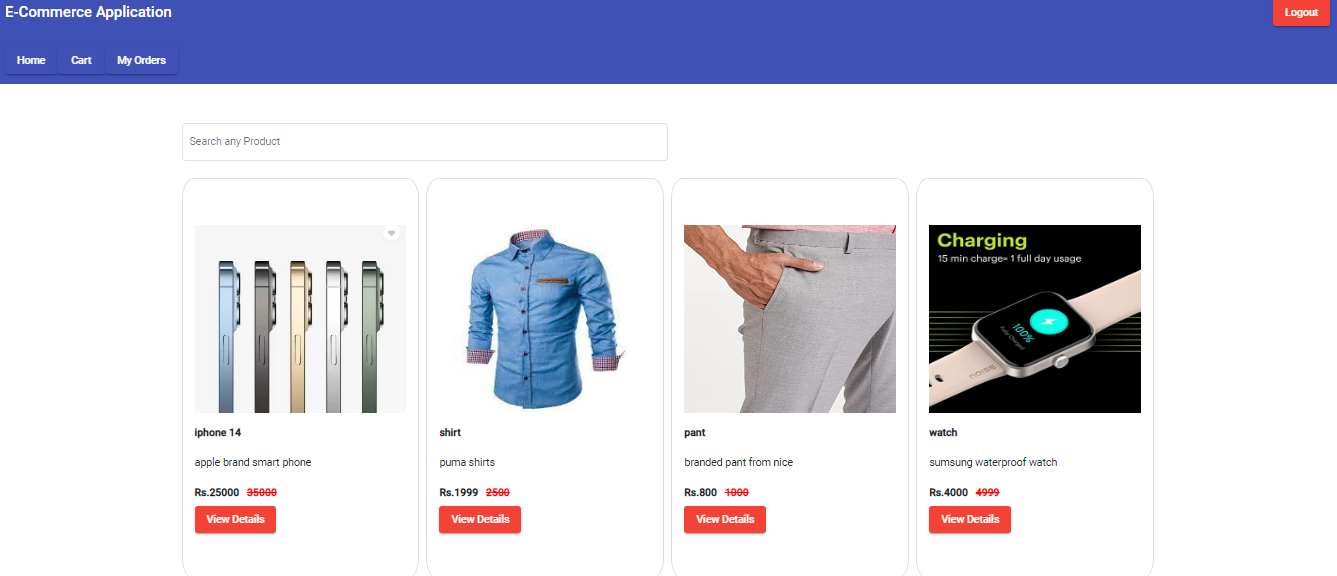 E-Commerce Application
Logout
Home Cart My Orders
Search any Product
Charging
15 min charge= 1 full day usage
100%
Fully Charged
noise
iphone 14
apple brand smart phone
Rs.25000 35000
View Details
shirt
puma shirts
Rs.1999 2500
View Details
pant
branded pant from nice
Rs.800 1000
View Details
watch
sumsung waterproof watch
Rs.4000 4999
View Details